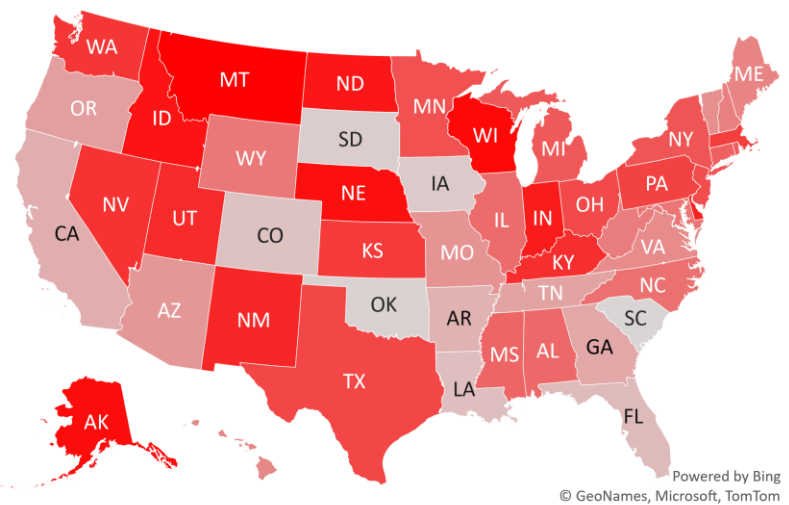 WA
MT
ND
MN
ME
OR
ID
WY
SD
WI
MI
NY
NV
UT
CO
NE
IA
IL
IN
OH
PA
CA
KS
MO
KY
VA
AZ
NM
OK
AR
TN
NC
SC
TX
LA
MS
AL
GA
FL
AK
Powered by Bing
© GeoNames, Microsoft, TomTom